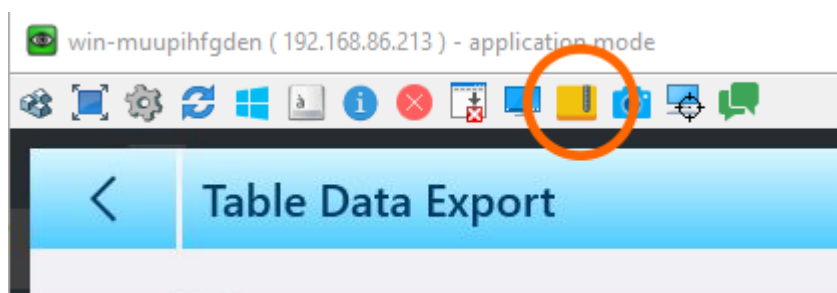 win-muupihfgden ( 192.168.86.213 ) - application mode
à
i
Table Data Export